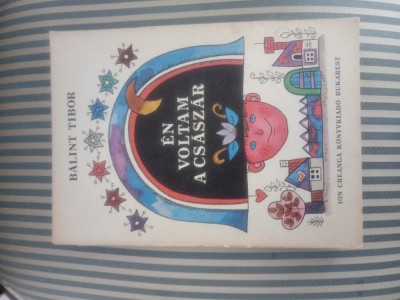 BÁLINT TIBOR
ÉN
VOLTAM
A CSÁSZÁR
ION CREANGĂ KÖNYVKIADÓ BUKAREST